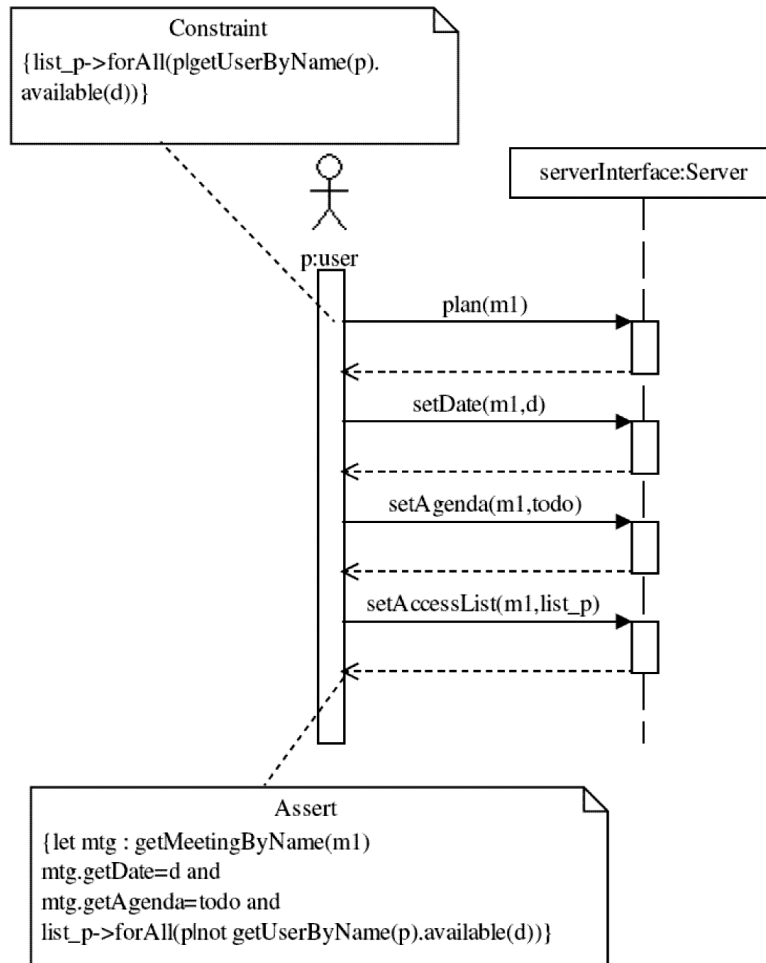 Constraint
{list_p->forAll(p|getUserByName(p).
available(d))}
serverInterface:Server
p:user
plan(m1)
setDate(m1,d)
setAgenda(m1,todo)
setAccessList(m1,list_p)
Assert
{let mtg : getMeetingByName(m1)
mtg.getDate=d and
mtg.getAgenda=todo and
list_p->forAll(p|not getUserByName(p).available(d))}